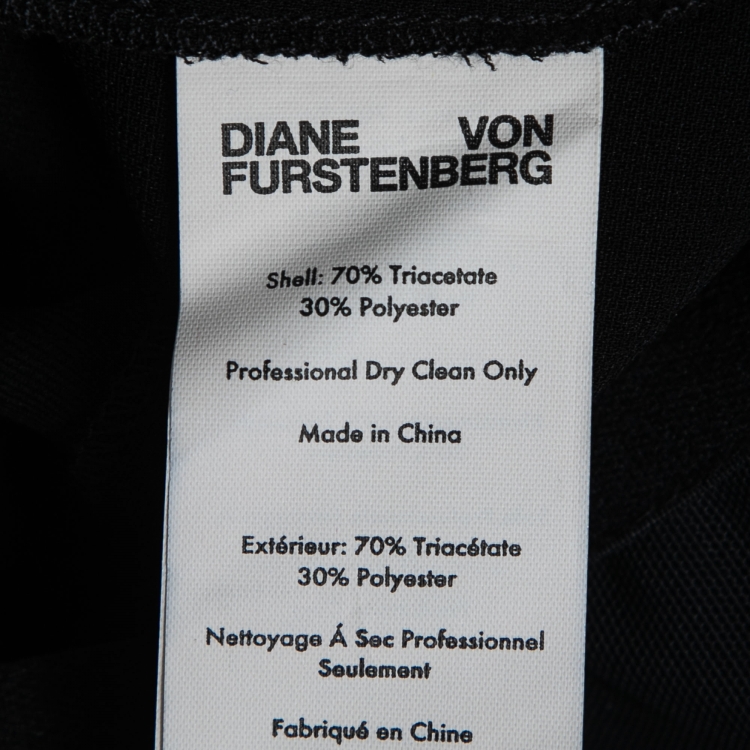 DIANE VON
FURSTENBERG
Shell: 70% Triacetate
30% Polyester
Professional Dry Clean Only
Made in China
Extérieur: 70% Triacétate
30% Polyester
Nettoyage Á Sec Professionnel
Seulement
Fabriqué en Chine